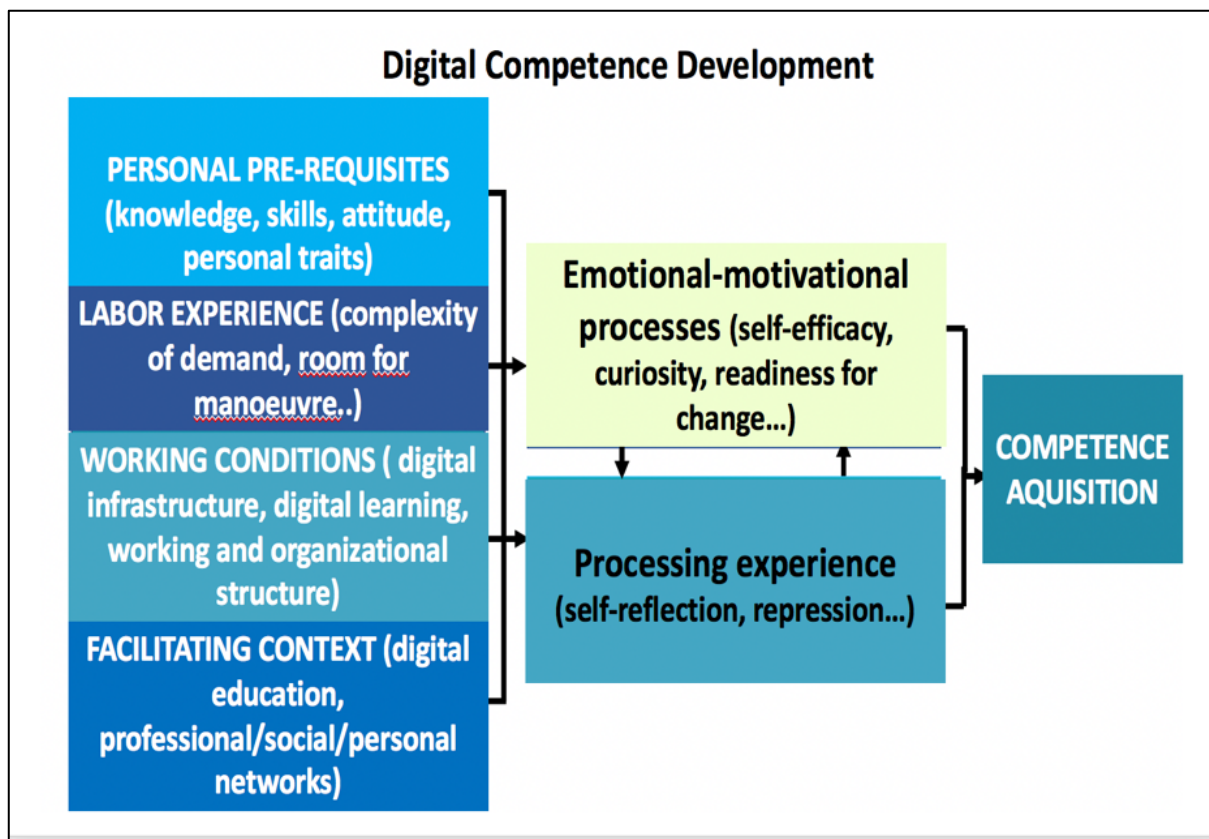 Digital Competence Development
PERSONAL PRE-REQUISITES
(knowledge, skills, attitude,
personal traits)
LABOR EXPERIENCE (complexity
of demand, room for
manoeuvre..)
WORKING CONDITIONS ( digital
infrastructure, digital learning,
working and organizational
structure)
FACILITATING CONTEXT (digital
education,
professional/social/personal
networks)
Emotional-motivational
processes (self-efficacy,
curiosity, readiness for
change...)
Processing experience
(self-reflection, repression...)
COMPETENCE
AQUISITION